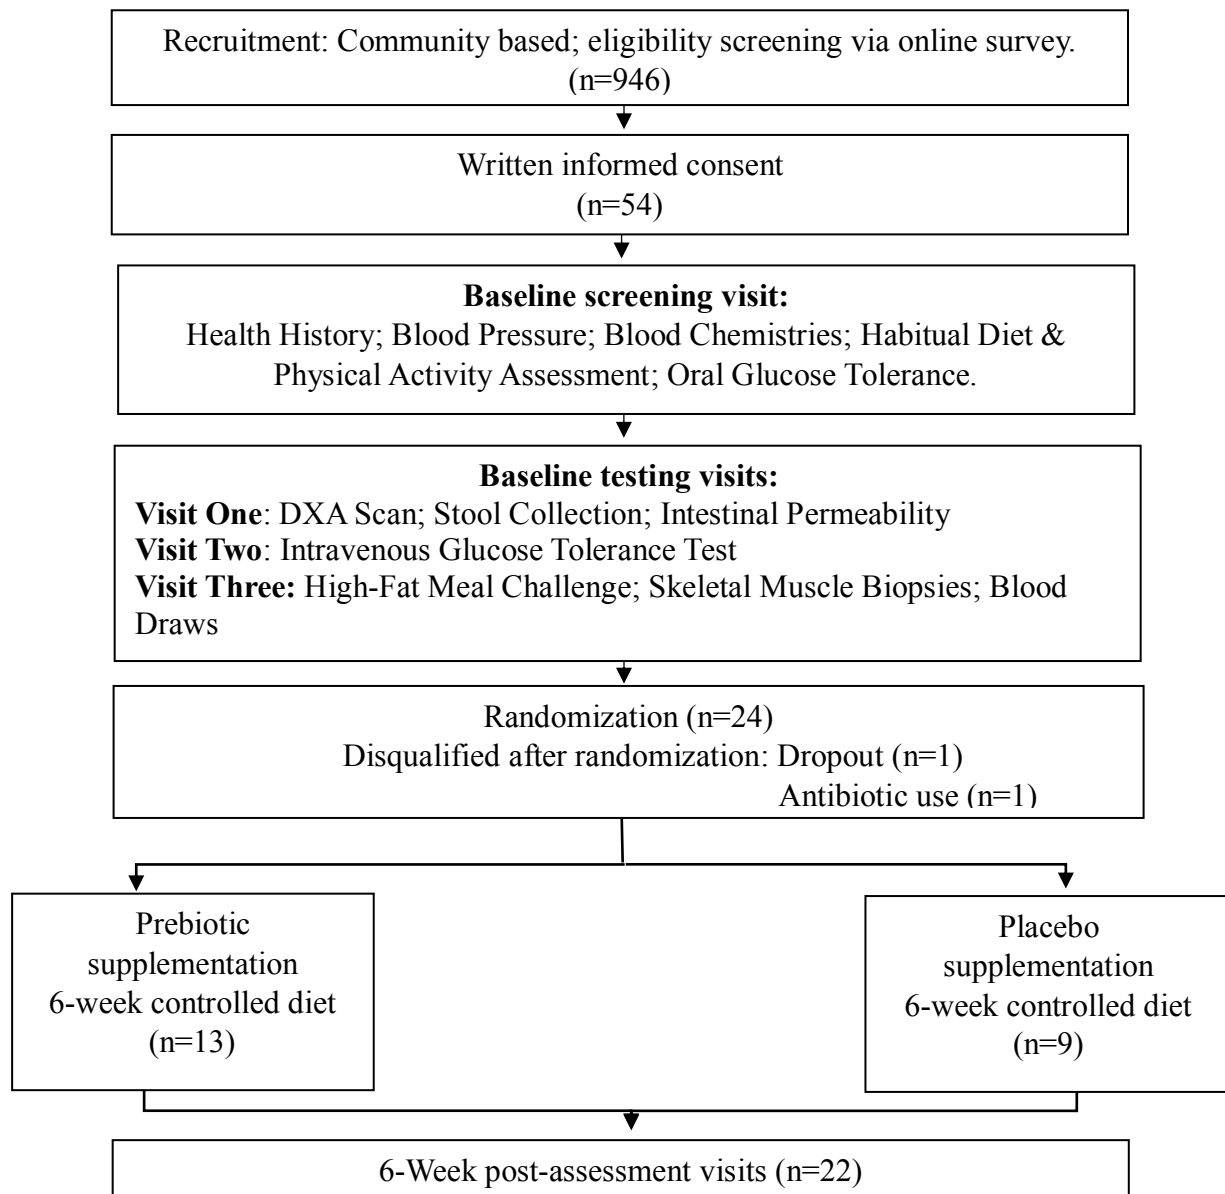 Recruitment: Community based; eligibility screening via online survey.
(n=946)
Written informed consent
(n=54)
Baseline screening visit:
Health History; Blood Pressure; Blood Chemistries; Habitual Diet &
Physical Activity Assessment; Oral Glucose Tolerance.
Baseline testing visits:
Visit One: DXA Scan; Stool Collection; Intestinal Permeability
Visit Two: Intravenous Glucose Tolerance Test
Visit Three: High-Fat Meal Challenge; Skeletal Muscle Biopsies; Blood
Draws
Randomization (n=24)
Disqualified after randomization: Dropout (n=1)
Antibiotic use (n=1)
Prebiotic
supplementation
6-week controlled diet
(n=13)
Placebo
supplementation
6-week controlled diet
(n=9)
6-Week post-assessment visits (n=22)